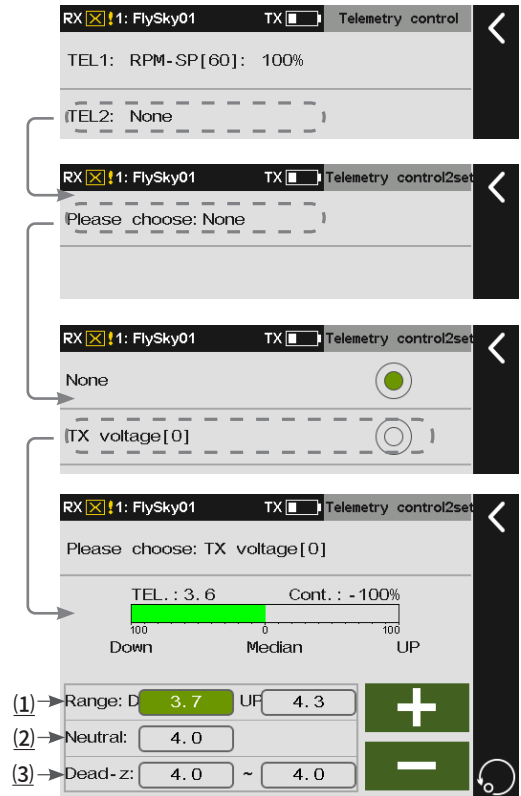 RX !1: FlySky01 TX Telemetry control
TEL1: RPM-SP[60]: 100%
TEL2: None
RX !1: FlySky01 TX Telemetry control2set
Please choose: None
RX !1: FlySky01 TX Telemetry control2set
None
TX voltage[0]
RX !1: FlySky01 TX Telemetry control2set
Please choose: TX voltage[0]
TEL.: 3.6 Cont.: -100%
100 0 100
Down Median UP
(1) Range: D 3.7 UP 4.3
(2) Neutral: 4.0
(3) Dead-z: 4.0 ~ 4.0